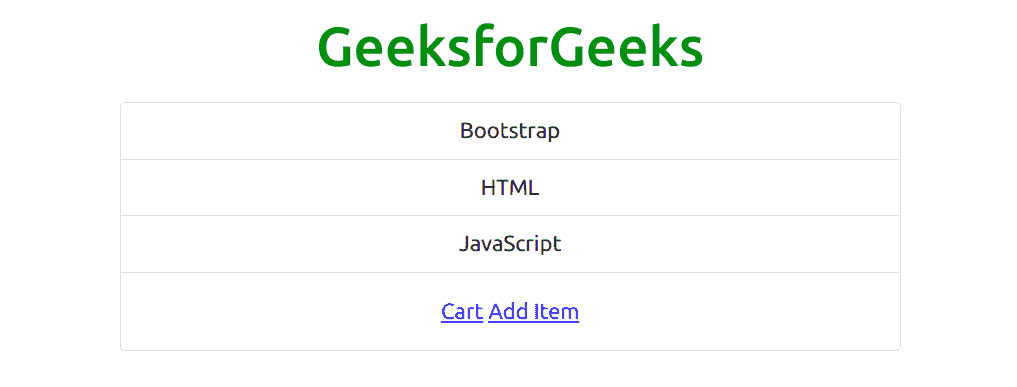 GeeksforGeeks
Bootstrap
HTML
JavaScript
Cart Add Item